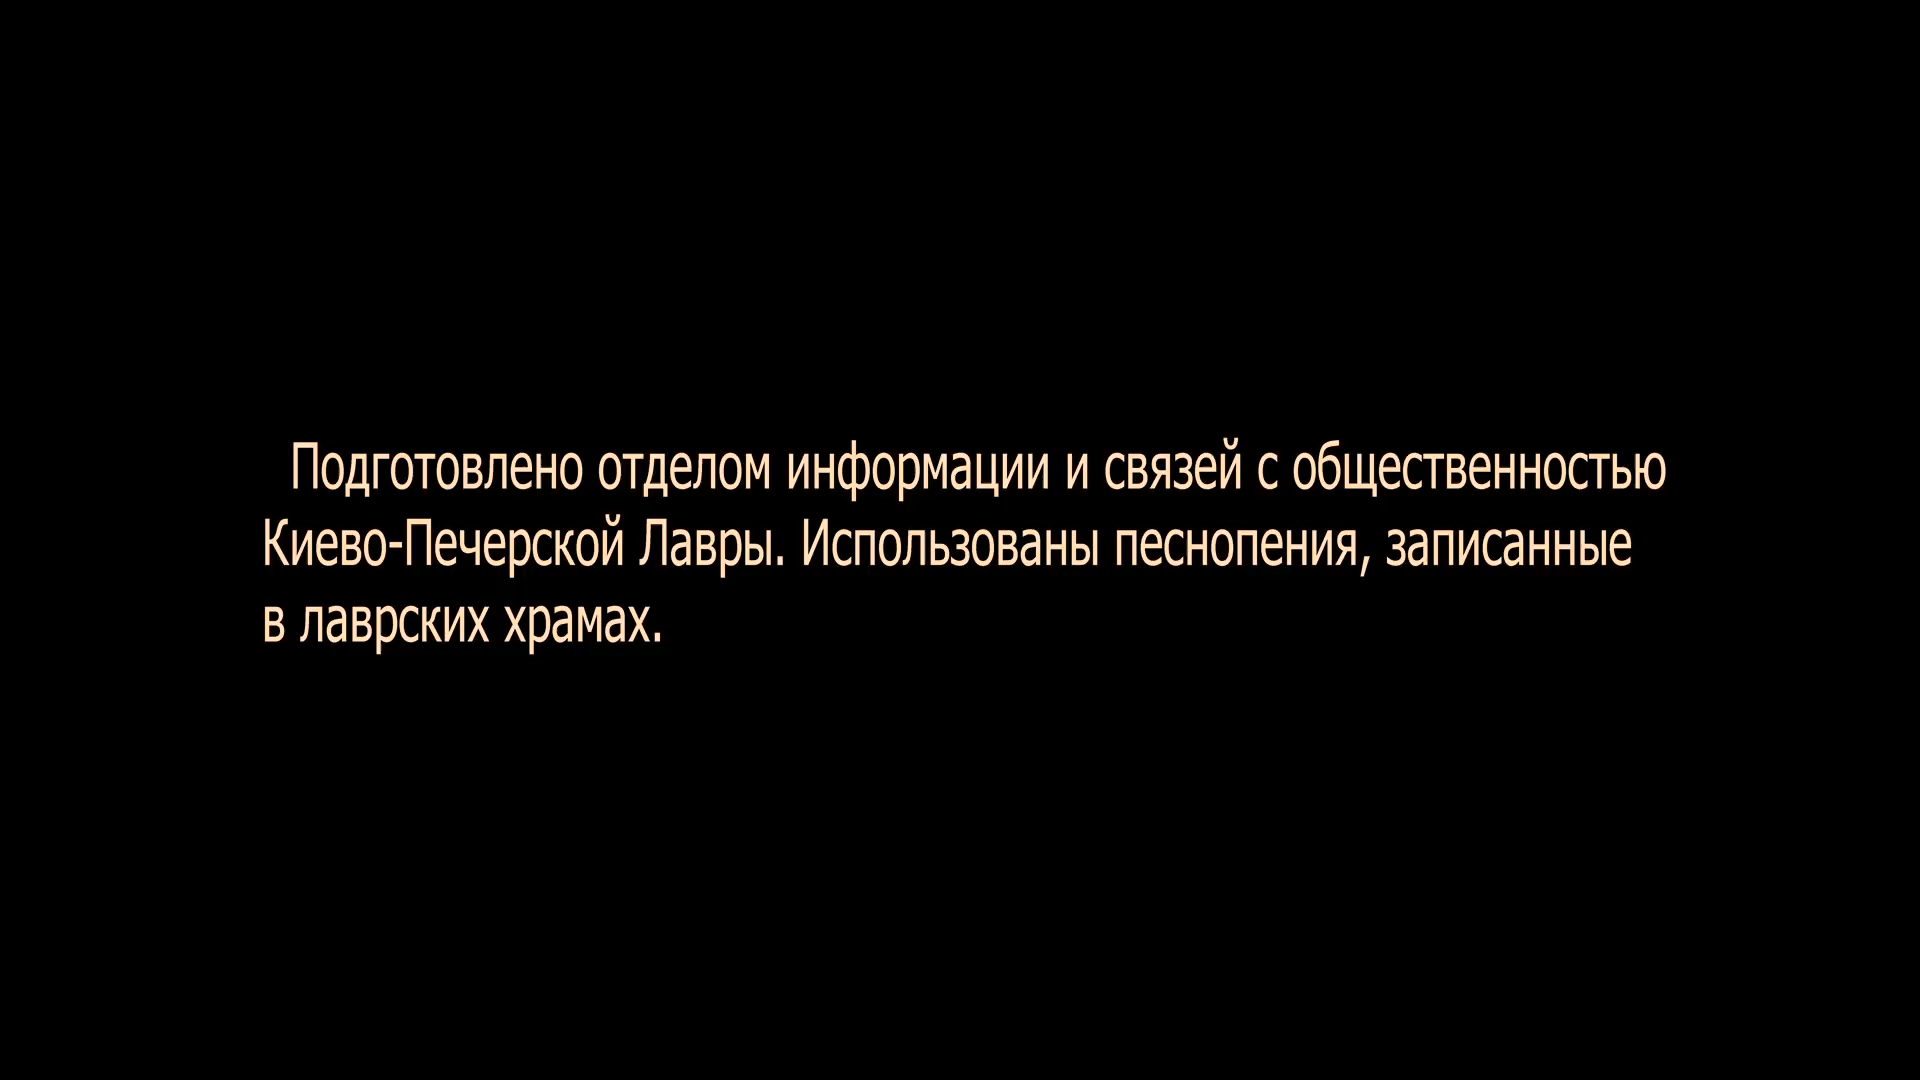 Подготовлено отделом информации и связей с общественностью
Киево-Печерской Лавры. Использованы песнопения, записанные
в лаврских храмах.